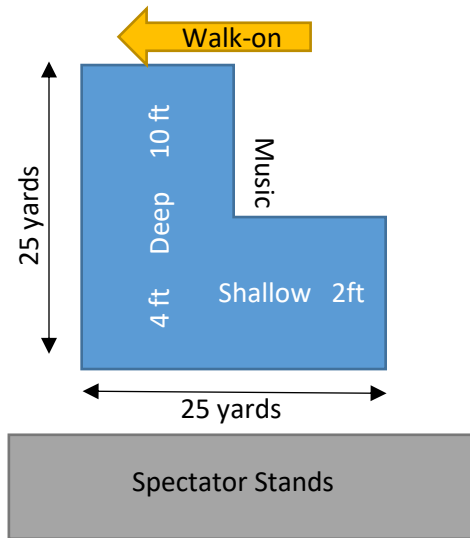 Walk-on
25 yards
4 ft   Deep   10 ft
Music
Shallow   2ft
25 yards
Spectator Stands